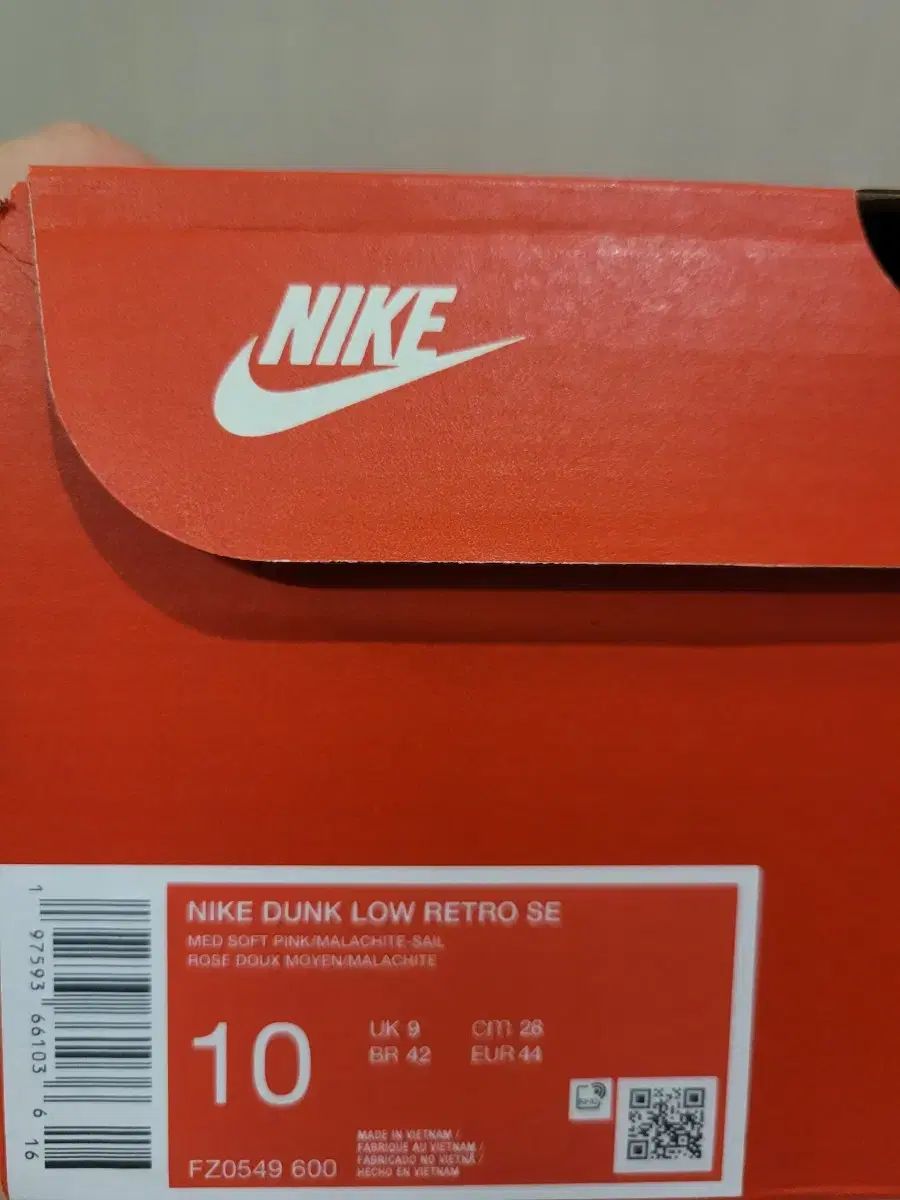 NIKE
NIKE DUNK LOW RETRO SE
MED SOFT PINK/MALACHITE-SAIL
ROSE DOUX MOYEN/MALACHITE
10
UK 9
cm 28
BR 42
EUR 44
FZ0549 600
MADE IN VIETNAM /
FABRIQUE AU VIETNAM /
FABRICADO NO VIETNÃ /
HECHO EN VIETNAM
1 97593 66103 6 16